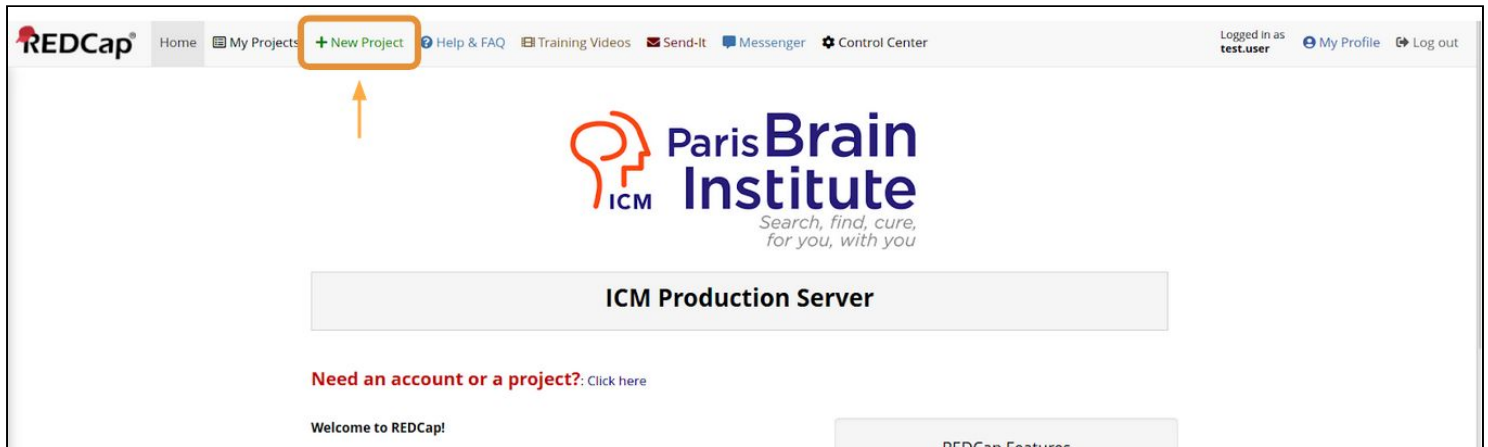 REDCap® Home My Projects + New Project Help & FAQ Training Videos Send-It Messenger Control Center Logged in as My Profile Log out
test.user
Paris Brain
ICM Institute
Search, find, cure,
for you, with you
ICM Production Server
Need an account or a project?: Click here
Welcome to REDCap!
REDCap Features